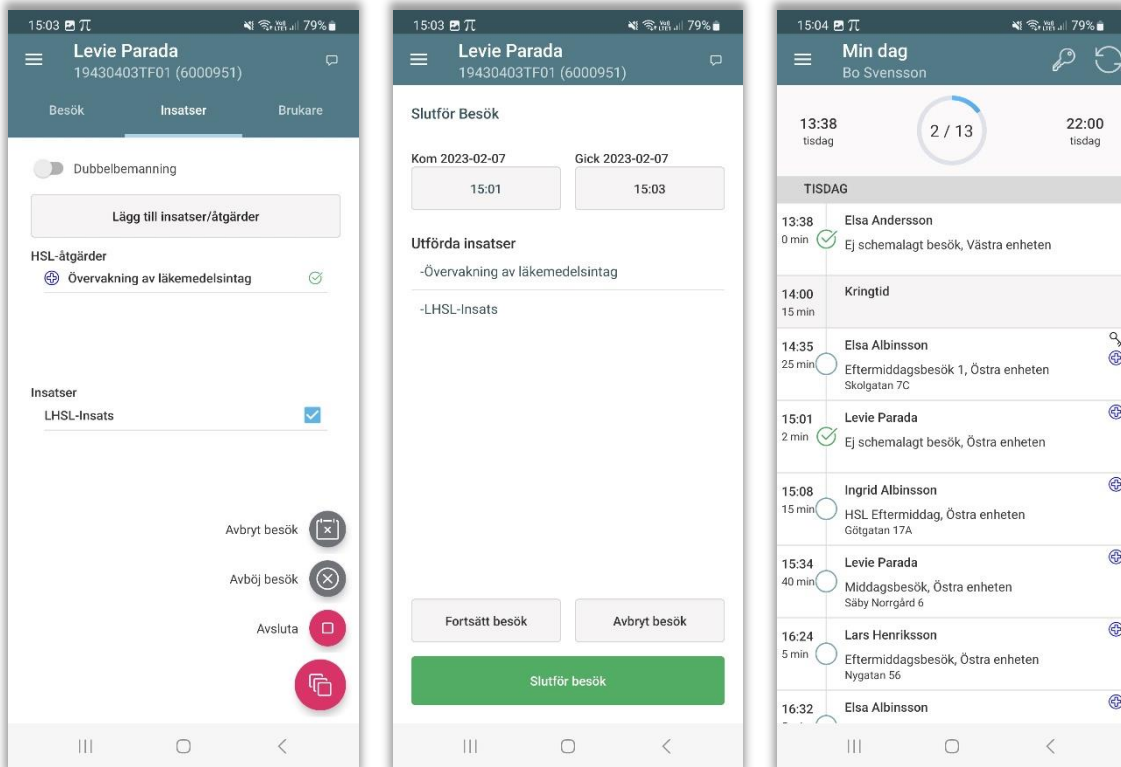 15:03
79%
Levie Parada
19430403TF01 (6000951)
Besök Insatser Brukare
Dubbelbemanning
Lägg till insatser/åtgärder
HSL-åtgärder
Övervakning av läkemedelsintag
Insatser
LHSL-Insats
Avbryt besök
Avböj besök
Avsluta
15:03
79%
Levie Parada
19430403TF01 (6000951)
Slutför Besök
Kom 2023-02-07 Gick 2023-02-07
15:01 15:03
Utförda insatser
-Övervakning av läkemedelsintag
-LHSL-Insats
Fortsätt besök Avbryt besök
Slutför besök
15:04
79%
Min dag
Bo Svensson
13:38 2 / 13 22:00
tisdag tisdag
TISDAG
13:38 Elsa Andersson
0 min Ej schemalagt besök, Västra enheten
14:00 Kringtid
15 min
14:35 Elsa Albinsson
25 min Eftermiddagsbesök 1, Östra enheten
Skolgatan 7C
15:01 Levie Parada
2 min Ej schemalagt besök, Östra enheten
15:08 Ingrid Albinsson
15 min HSL Eftermiddag, Östra enheten
Götgatan 17A
15:34 Levie Parada
40 min Middagsbesök, Östra enheten
Säby Norrgård 6
16:24 Lars Henriksson
5 min Eftermiddagsbesök, Östra enheten
Nygatan 56
16:32 Elsa Albinsson